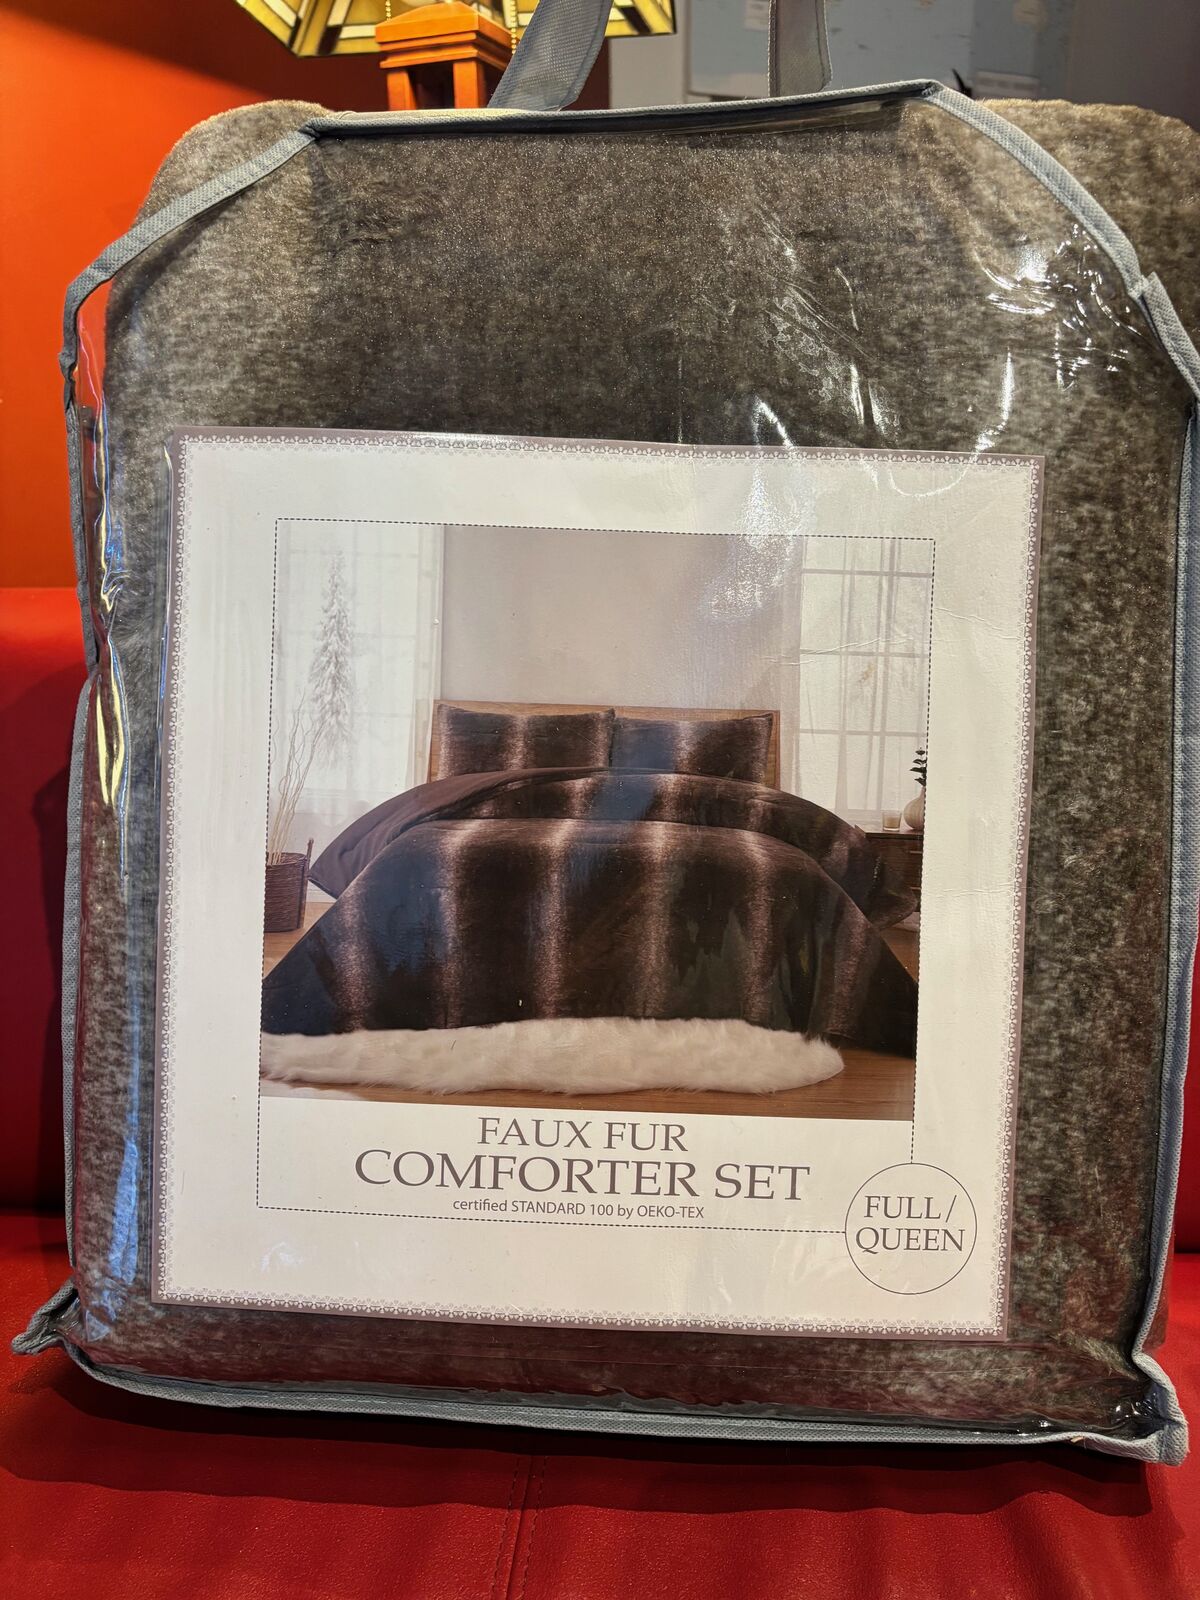 FAUX FUR
COMFORTER SET
certified STANDARD 100 by OEKO-TEX
FULL/
QUEEN